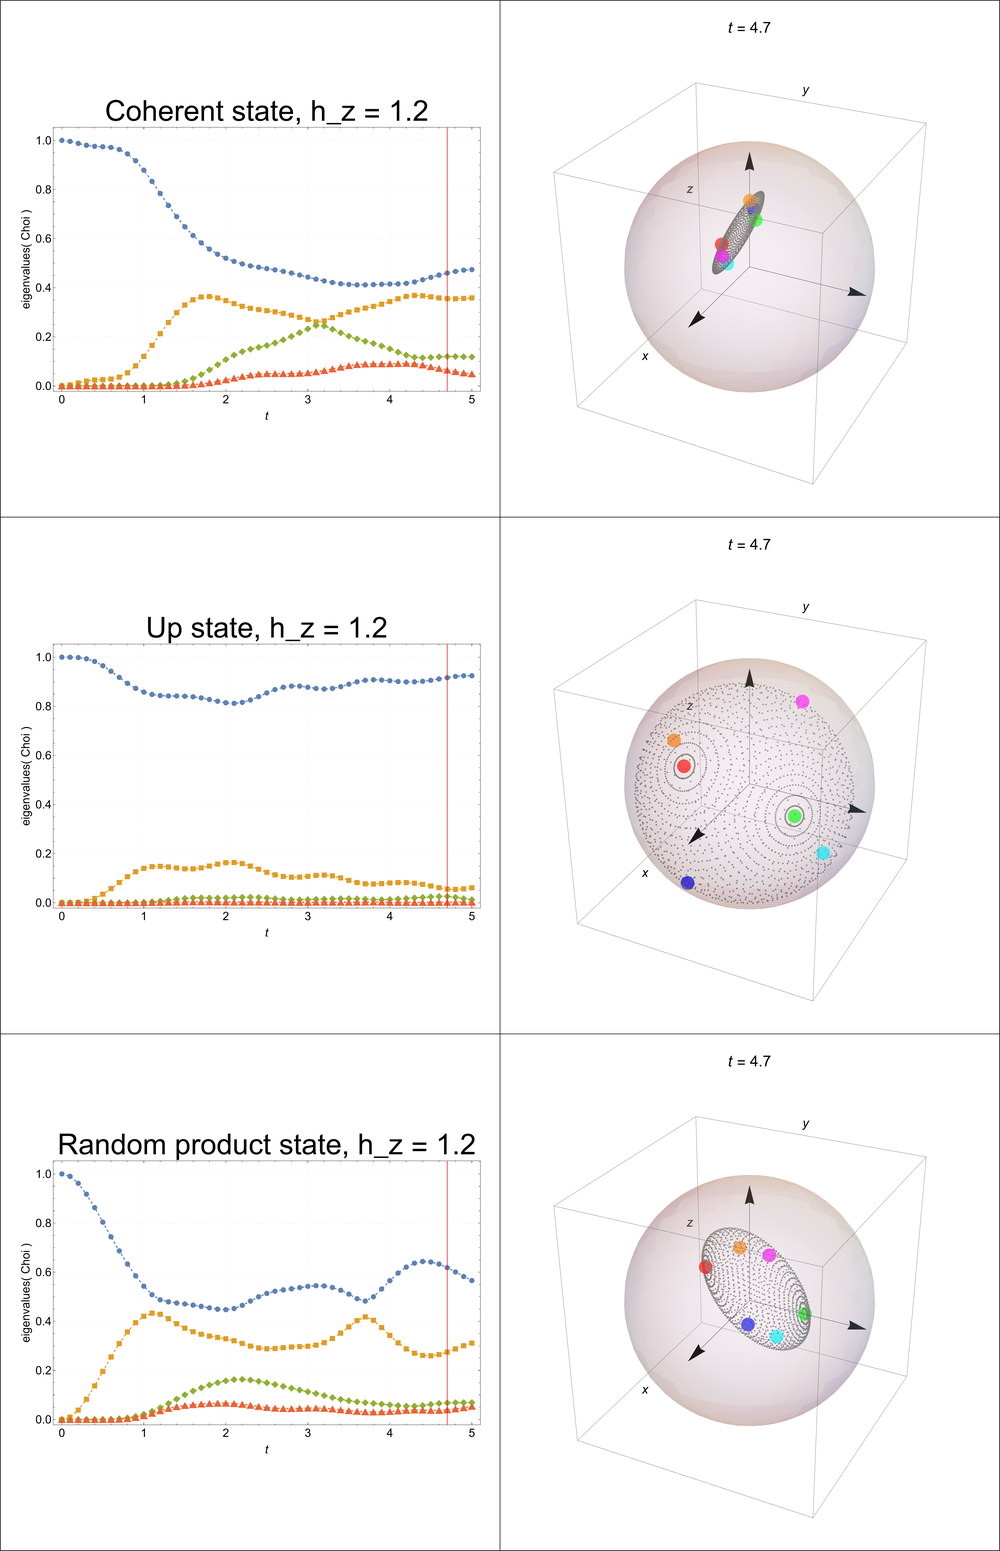 Coherent state, h_z = 1.2
eigenvalues( Choi )
1.0
0.8
0.6
0.4
0.2
0.0
0 1 2 3 4 5
t
t = 4.7
y
z
x
Up state, h_z = 1.2
eigenvalues( Choi )
1.0
0.8
0.6
0.4
0.2
0.0
0 1 2 3 4 5
t
t = 4.7
y
z
x
Random product state, h_z = 1.2
eigenvalues( Choi )
1.0
0.8
0.6
0.4
0.2
0.0
0 1 2 3 4 5
t
t = 4.7
y
z
x